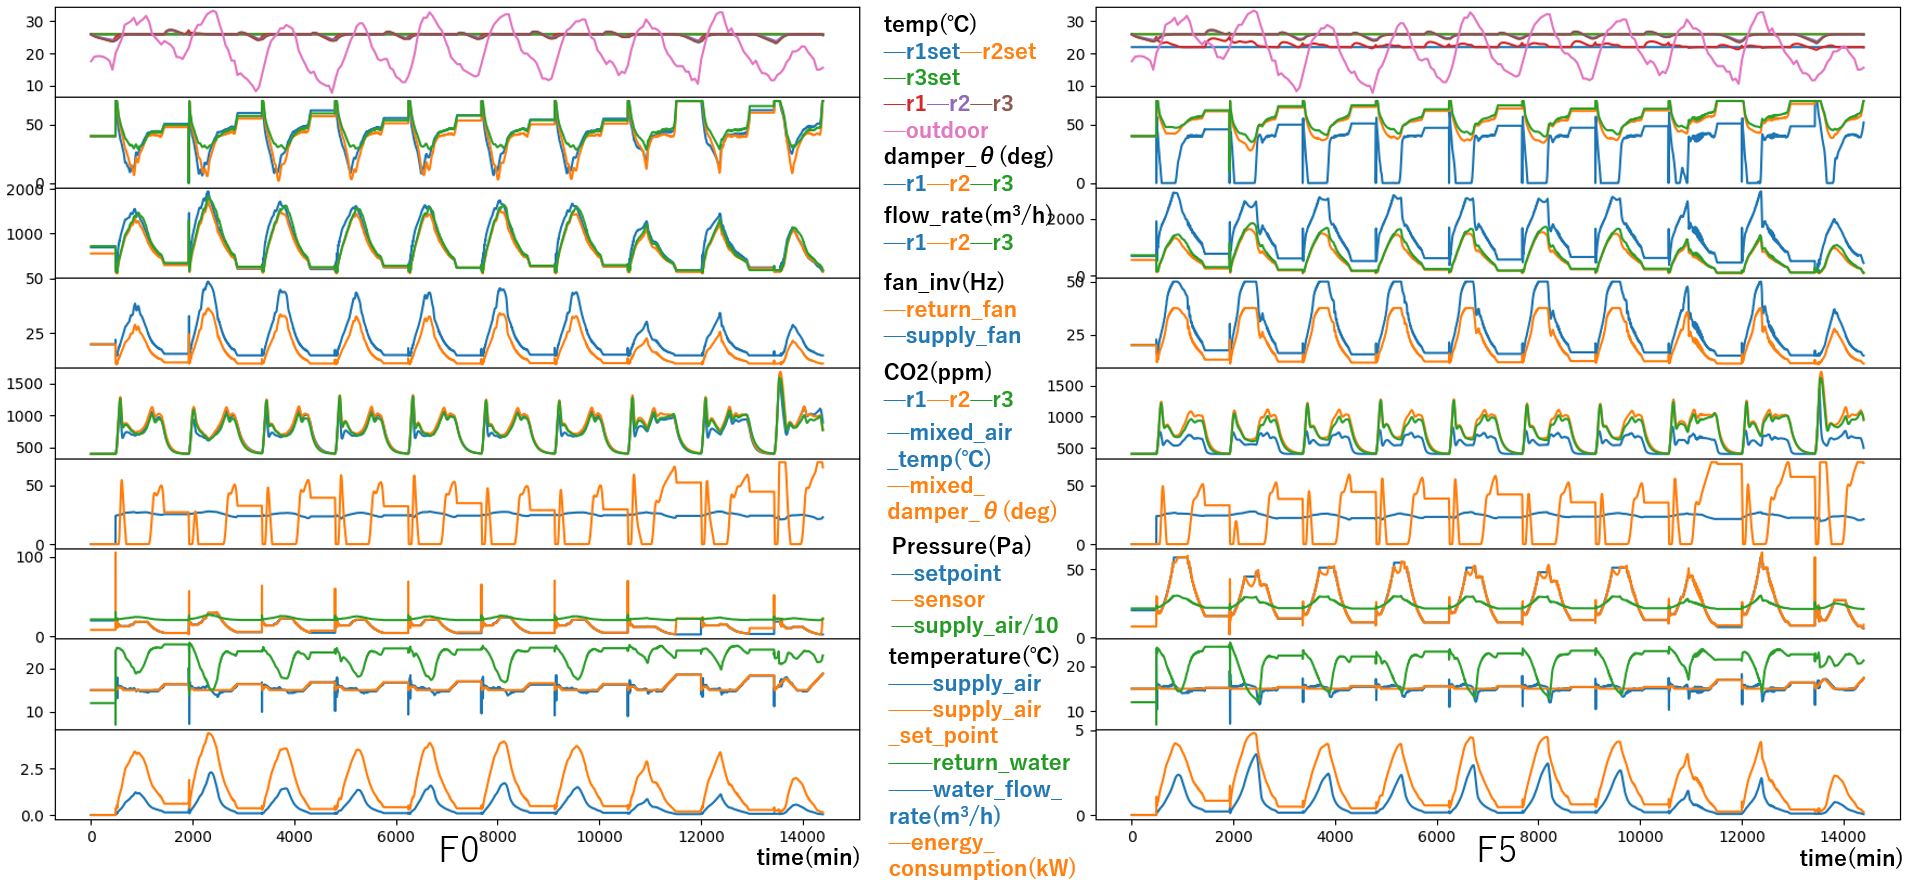 30
20
10
50
0
2000
1000
50
25
1500
1000
500
50
0
100
0
20
10
2.5
0.0
0 2000 4000 6000 8000 10000 12000 14000
F0
time(min)
temp(℃)
r1set r2set
r3set
r1 r2 r3
outdoor
damper_θ(deg)
r1 r2 r3
flow_rate(m³/h)
r1 r2 r3
fan_inv(Hz)
return_fan
supply_fan
CO2(ppm)
r1 r2 r3
mixed_air
_temp(℃)
mixed_
damper_θ(deg)
Pressure(Pa)
setpoint
sensor
supply_air/10
temperature(℃)
supply_air
supply_air
_set_point
return_water
water_flow_
rate(m³/h)
energy_
consumption(kW)
30
20
10
50
0
2000
0
50
25
1500
1000
500
50
0
50
0
20
10
5
0
0 2000 4000 6000 8000 10000 12000 14000
F5
time(min)